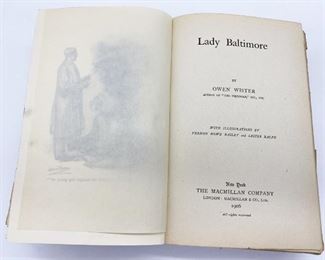 Lady Baltimore
BY
OWEN WISTER
AUTHOR OF "THE VIRGINIAN," ETC., ETC.
WITH ILLUSTRATIONS BY
VERNON HOWE BAILEY AND LESTER RALPH
New York
THE MACMILLAN COMPANY
LONDON: MACMILLAN & CO., LTD.
1906
All rights reserved